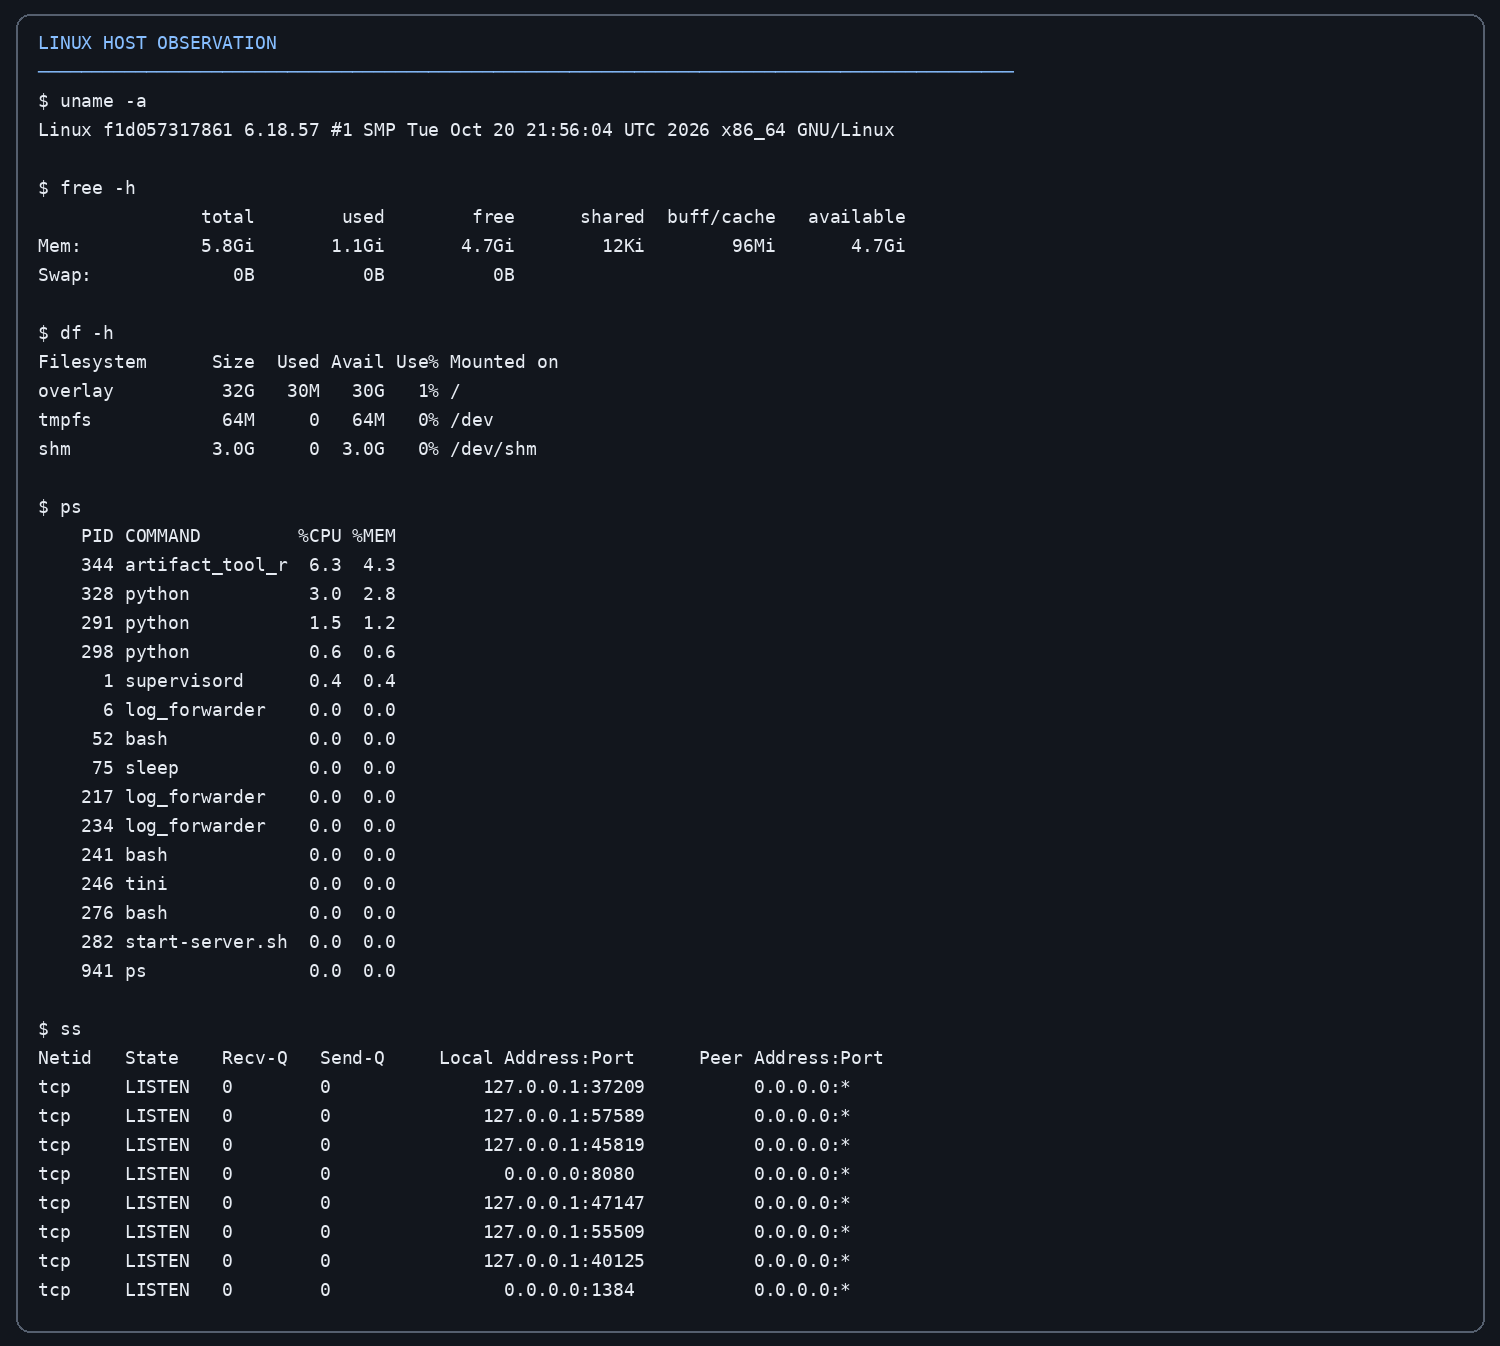 LINUX HOST OBSERVATION
$ uname -a
Linux f1d057317861 6.18.57 #1 SMP Tue Oct 20 21:56:04 UTC 2026 x86_64 GNU/Linux
$ free -h
               total        used        free      shared  buff/cache   available
Mem:           5.8Gi       1.1Gi       4.7Gi        12Ki        96Mi       4.7Gi
Swap:             0B          0B          0B
$ df -h
Filesystem      Size  Used Avail Use% Mounted on
overlay          32G   30M   30G   1% /
tmpfs            64M     0   64M   0% /dev
shm             3.0G     0  3.0G   0% /dev/shm
$ ps
    PID COMMAND         %CPU %MEM
    344 artifact_tool_r  6.3  4.3
    328 python           3.0  2.8
    291 python           1.5  1.2
    298 python           0.6  0.6
      1 supervisord      0.4  0.4
      6 log_forwarder    0.0  0.0
     52 bash             0.0  0.0
     75 sleep            0.0  0.0
    217 log_forwarder    0.0  0.0
    234 log_forwarder    0.0  0.0
    241 bash             0.0  0.0
    246 tini             0.0  0.0
    276 bash             0.0  0.0
    282 start-server.sh  0.0  0.0
    941 ps               0.0  0.0
$ ss
Netid   State    Recv-Q   Send-Q     Local Address:Port      Peer Address:Port
tcp     LISTEN   0        0              127.0.0.1:37209          0.0.0.0:*
tcp     LISTEN   0        0              127.0.0.1:57589          0.0.0.0:*
tcp     LISTEN   0        0              127.0.0.1:45819          0.0.0.0:*
tcp     LISTEN   0        0                0.0.0.0:8080           0.0.0.0:*
tcp     LISTEN   0        0              127.0.0.1:47147          0.0.0.0:*
tcp     LISTEN   0        0              127.0.0.1:55509          0.0.0.0:*
tcp     LISTEN   0        0              127.0.0.1:40125          0.0.0.0:*
tcp     LISTEN   0        0                0.0.0.0:1384           0.0.0.0:*